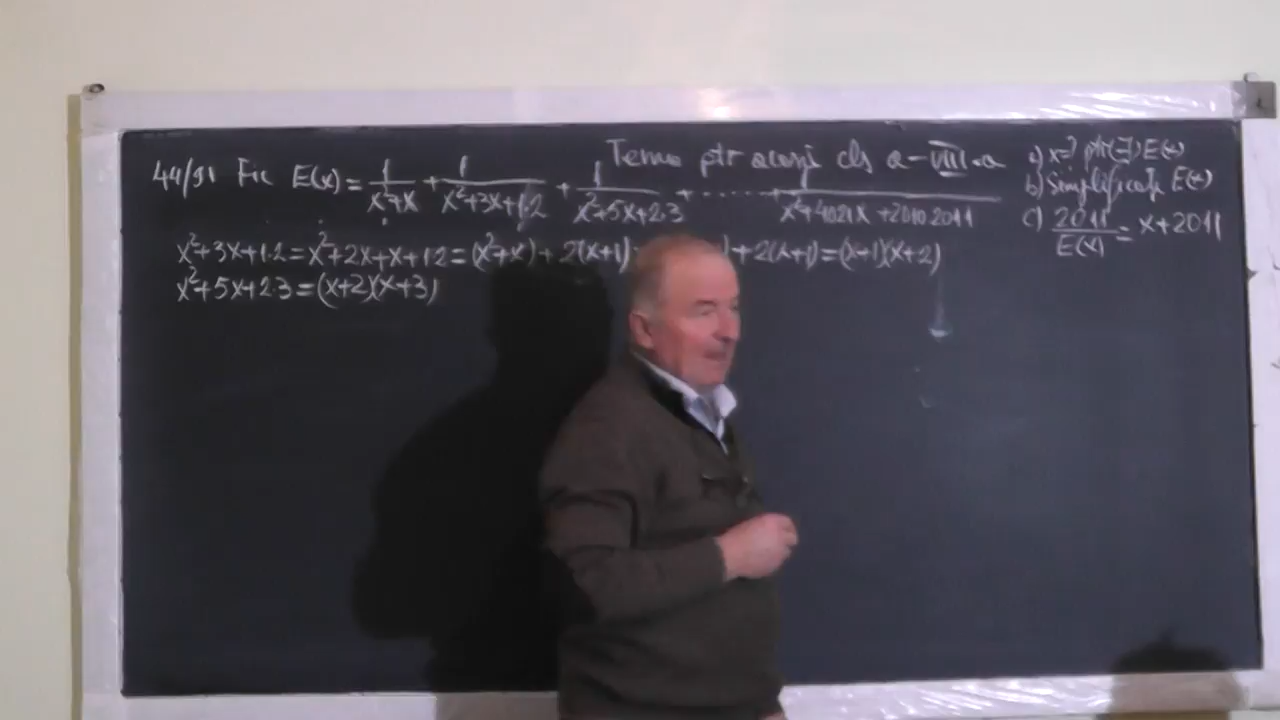 Tema ptr acasă cls a-VIII-a
44/91 Fie E(x) = 1/(x²+x) + 1/(x²+3x+1.2) + 1/(x²+5x+2.3) + ....... + 1/(x²+4021x+2010.2011)
a) x=? ptr (∃) E(x)
b) Simplificați E(x)
c) 2011/E(x) = x+2011
x²+3x+1.2=x²+2x+x+1.2=(x²+x)+2(x+1) )+2(x+1)=(x+1)(x+2)
x²+5x+2.3=(x+2)(x+3)